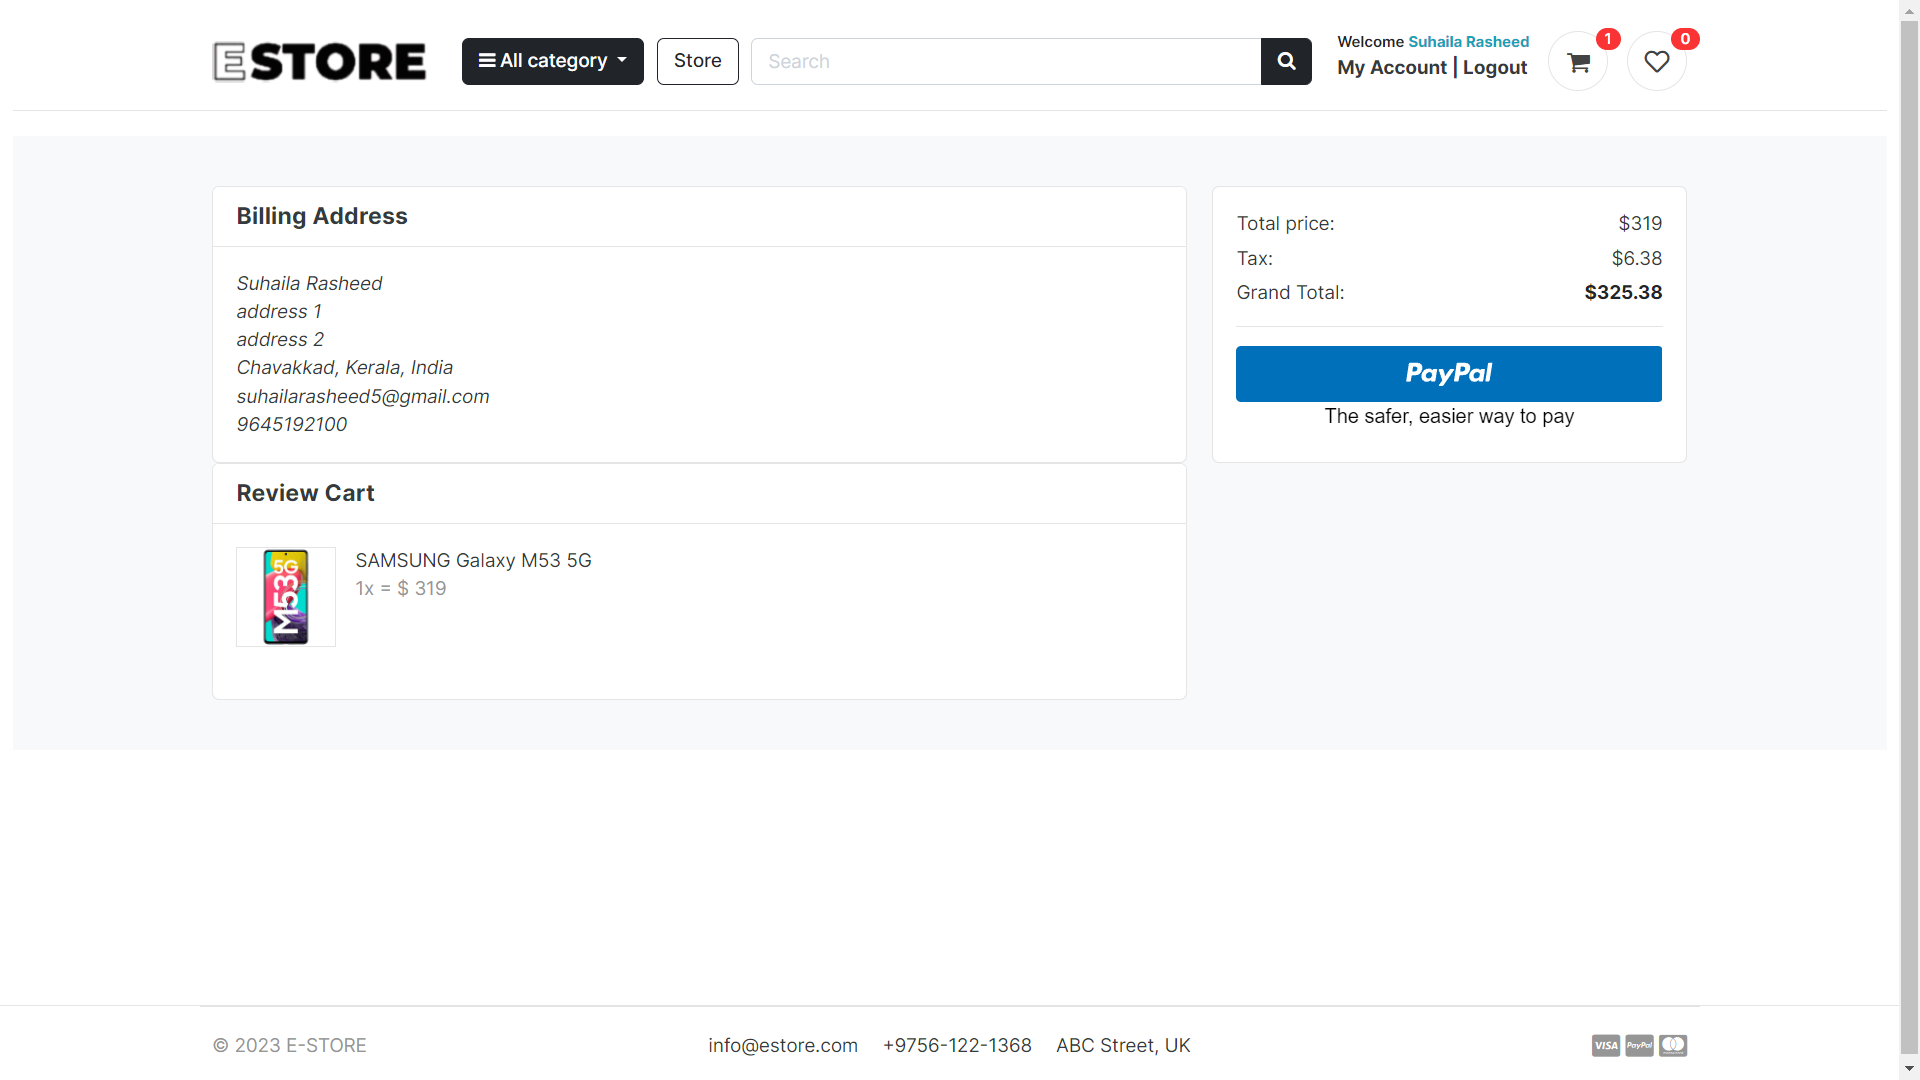 ESTORE
All category
Store
Search
Welcome Suhaila Rasheed
My Account | Logout
1
0
Billing Address
Suhaila Rasheed
address 1
address 2
Chavakkad, Kerala, India
suhailarasheed5@gmail.com
9645192100
Total price: $319
Tax: $6.38
Grand Total: $325.38
PayPal
The safer, easier way to pay
Review Cart
5G
M53
SAMSUNG Galaxy M53 5G
1x = $ 319
© 2023 E-STORE
info@estore.com
+9756-122-1368
ABC Street, UK
VISA
PayPal